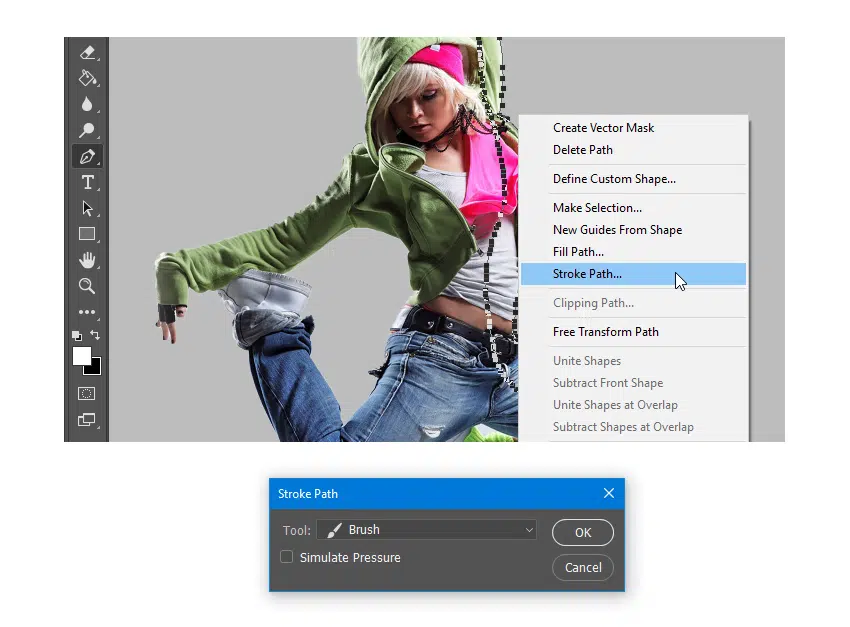 Create Vector Mask
Delete Path
Define Custom Shape...
Make Selection...
New Guides From Shape
Fill Path...
Stroke Path...
Clipping Path...
Free Transform Path
Unite Shapes
Subtract Front Shape
Unite Shapes at Overlap
Subtract Shapes at Overlap
Stroke Path
Tool: Brush
OK
Simulate Pressure
Cancel